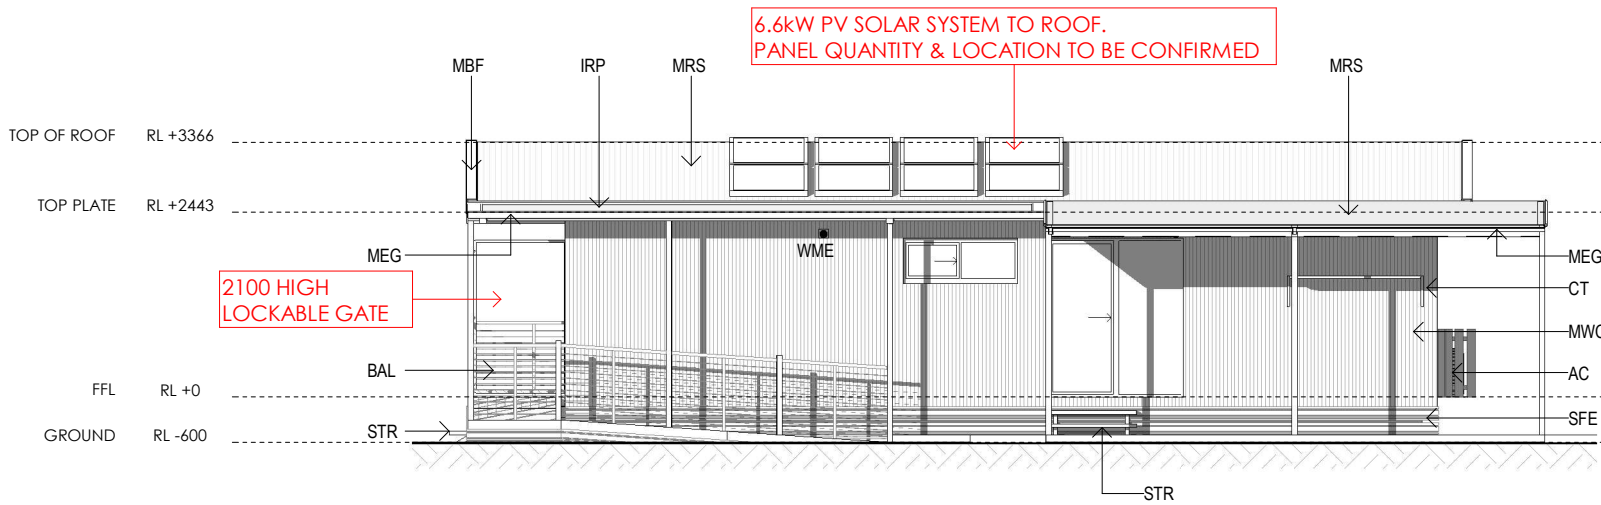 6.6kW PV SOLAR SYSTEM TO ROOF.
PANEL QUANTITY & LOCATION TO BE CONFIRMED
MBF
IRP
MRS
MRS
TOP OF ROOF RL +3366
TOP PLATE RL +2443
WME
MEG
MEG
2100 HIGH
LOCKABLE GATE
CT
MWC
BAL
AC
FFL RL +0
SFE
GROUND RL -600
STR
STR